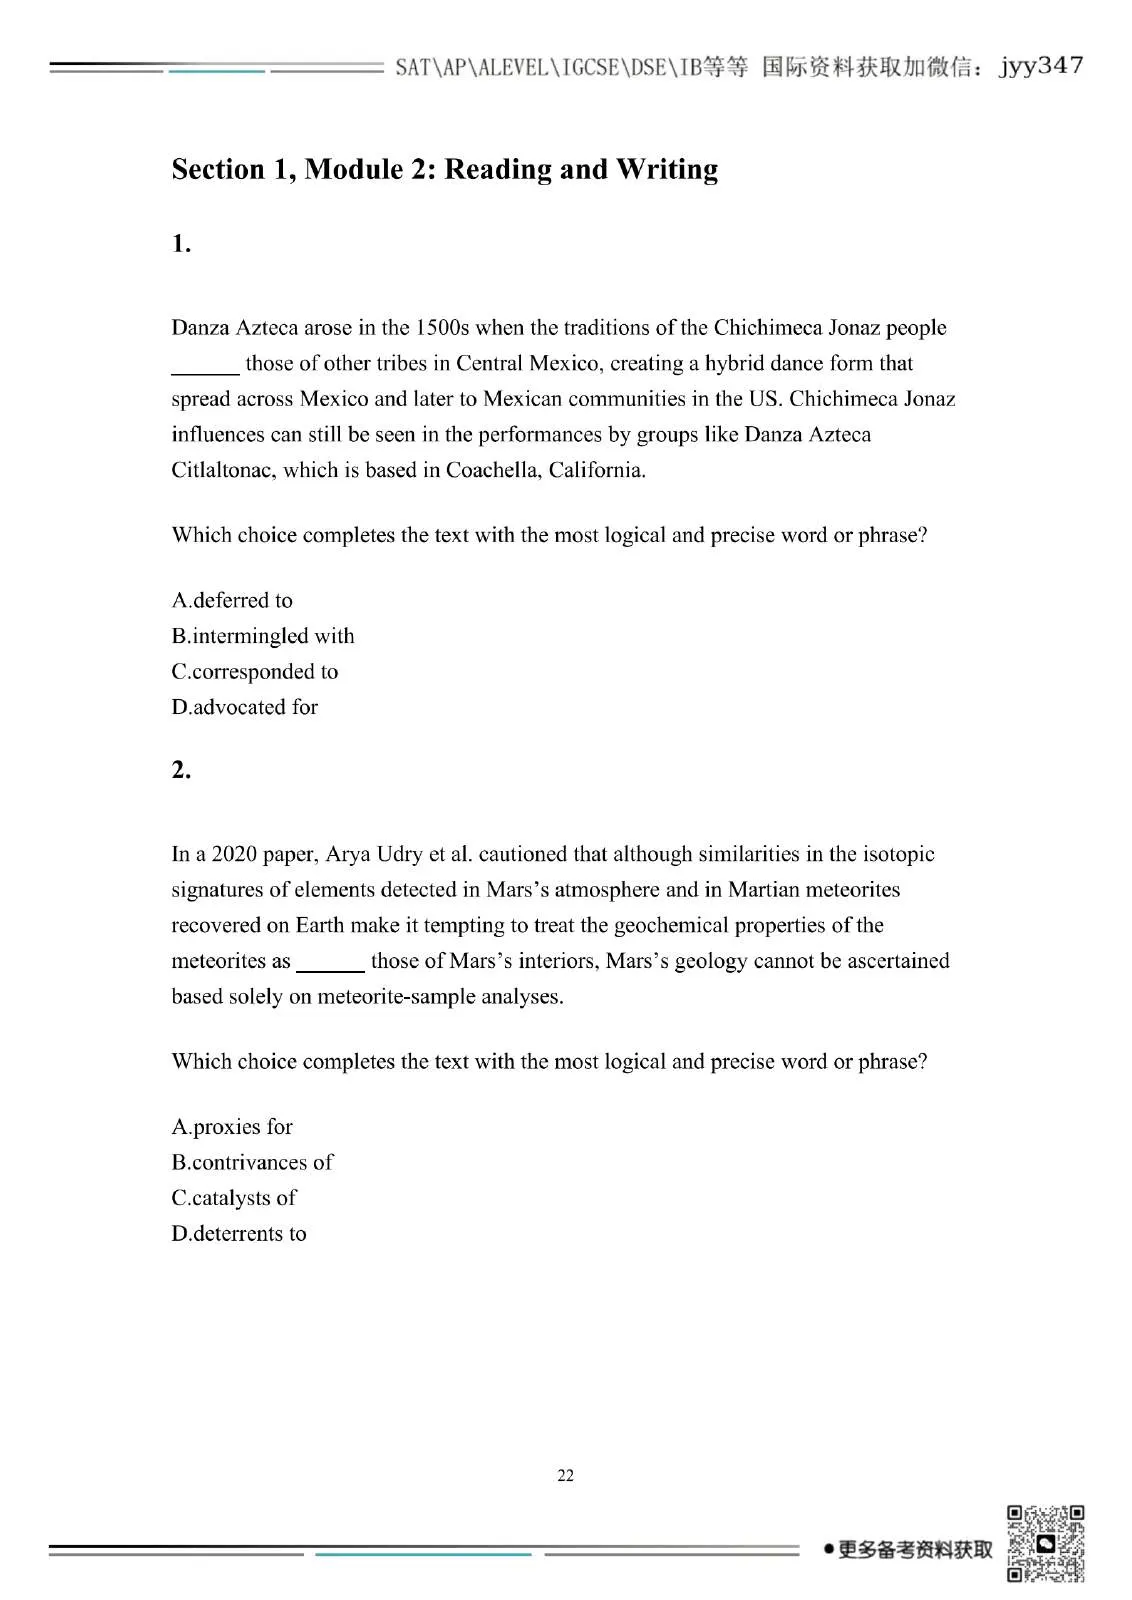 SAT\AP\ALEVEL\IGCSE\DSE\IB等等 国际资料获取加微信：jyy347
Section 1, Module 2: Reading and Writing
1.
Danza Azteca arose in the 1500s when the traditions of the Chichimeca Jonaz people
______ those of other tribes in Central Mexico, creating a hybrid dance form that
spread across Mexico and later to Mexican communities in the US. Chichimeca Jonaz
influences can still be seen in the performances by groups like Danza Azteca
Citlaltonac, which is based in Coachella, California.
Which choice completes the text with the most logical and precise word or phrase?
A.deferred to
B.intermingled with
C.corresponded to
D.advocated for
2.
In a 2020 paper, Arya Udry et al. cautioned that although similarities in the isotopic
signatures of elements detected in Mars’s atmosphere and in Martian meteorites
recovered on Earth make it tempting to treat the geochemical properties of the
meteorites as ______ those of Mars’s interiors, Mars’s geology cannot be ascertained
based solely on meteorite-sample analyses.
Which choice completes the text with the most logical and precise word or phrase?
A.proxies for
B.contrivances of
C.catalysts of
D.deterrents to
22
●更多备考资料获取